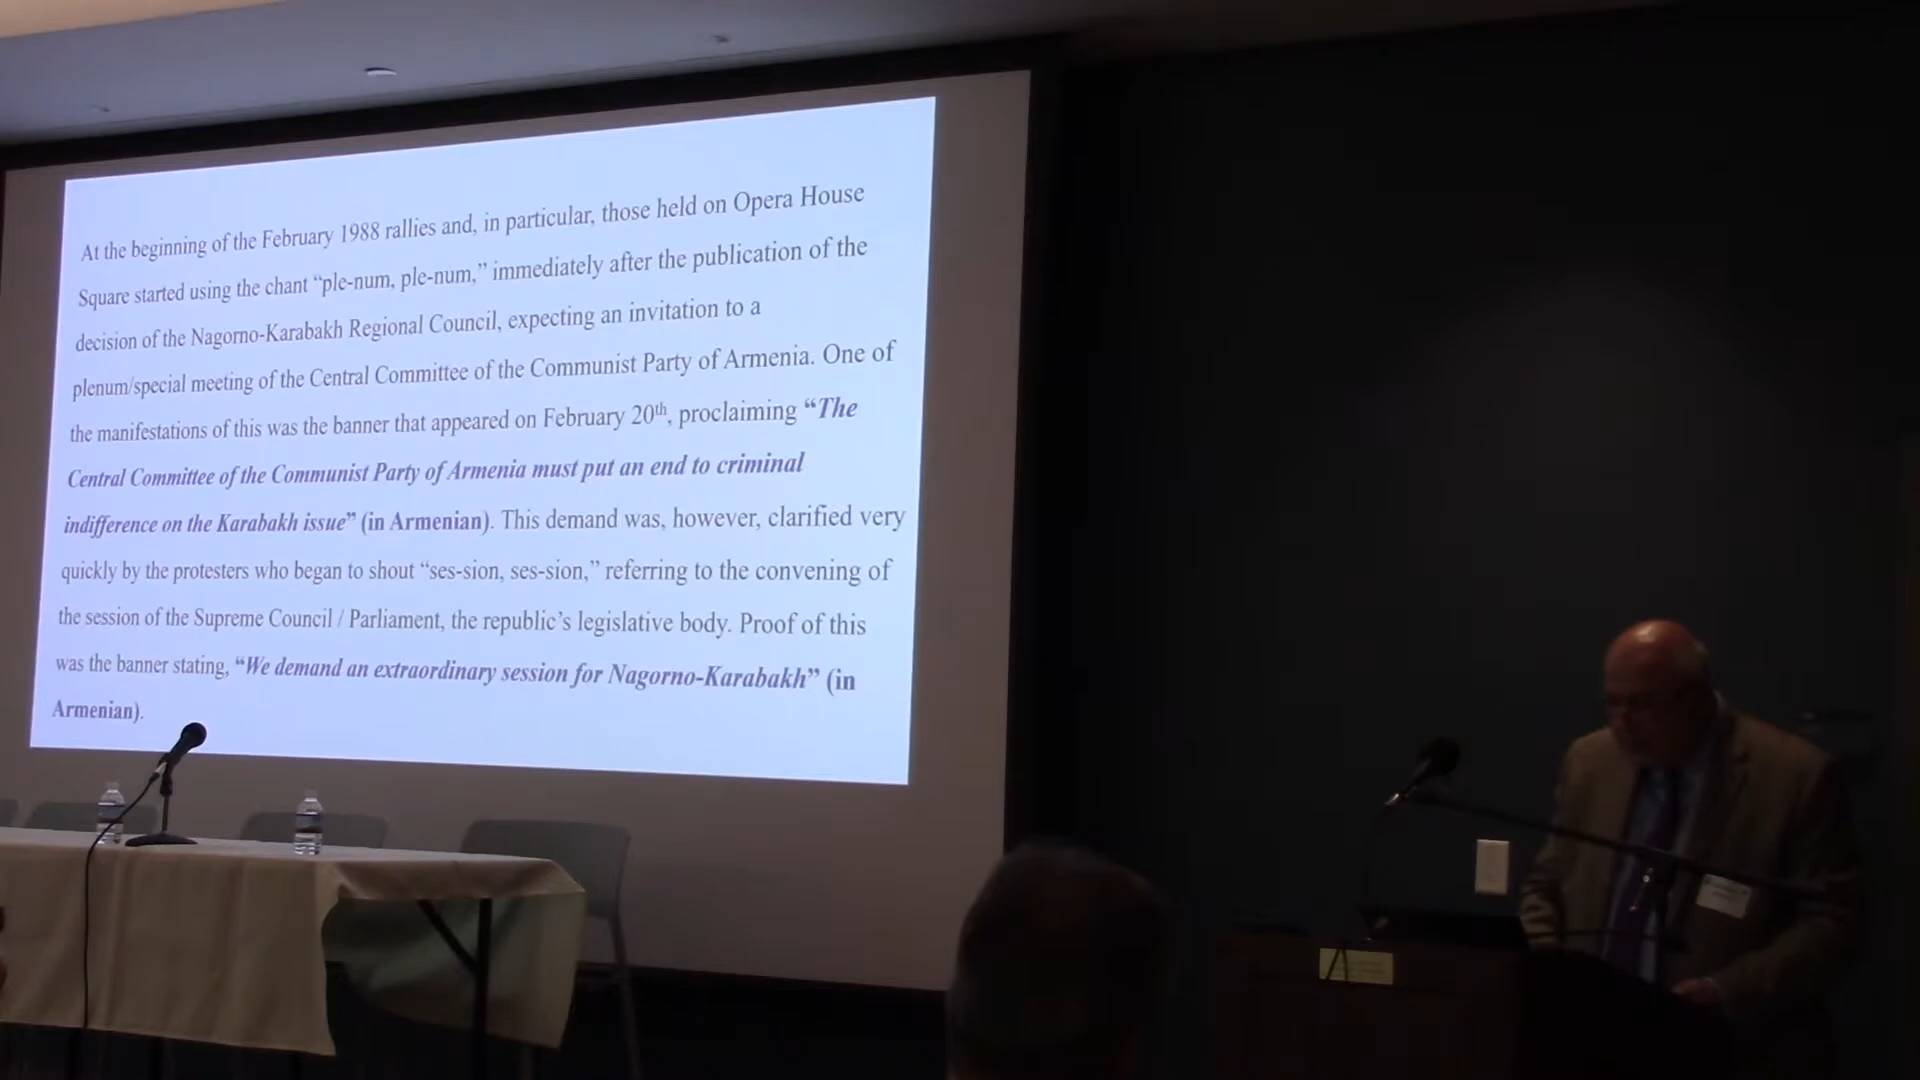 At the beginning of the February 1988 rallies and, in particular, those held on Opera House
Square started using the chant “ple-num, ple-num,” immediately after the publication of the
decision of the Nagorno-Karabakh Regional Council, expecting an invitation to a
plenum/special meeting of the Central Committee of the Communist Party of Armenia. One of
the manifestations of this was the banner that appeared on February 20th, proclaiming “The
Central Committee of the Communist Party of Armenia must put an end to criminal
indifference on the Karabakh issue” (in Armenian). This demand was, however, clarified very
quickly by the protesters who began to shout “ses-sion, ses-sion,” referring to the convening of
the session of the Supreme Council / Parliament, the republic’s legislative body. Proof of this
was the banner stating, “We demand an extraordinary session for Nagorno-Karabakh” (in
Armenian).